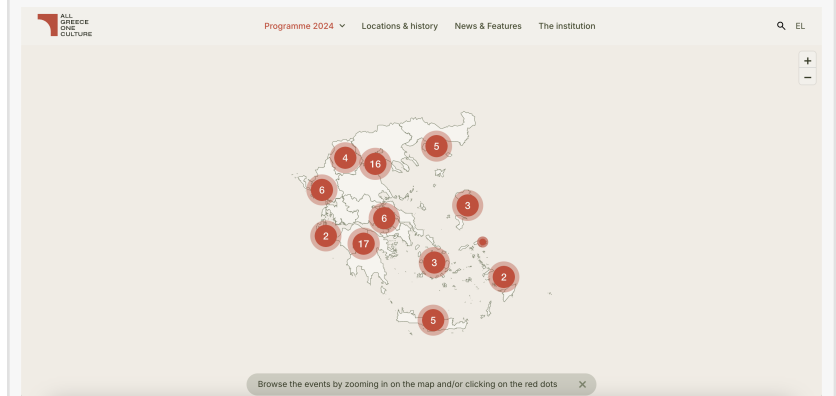 ALL
GREECE
ONE
CULTURE
Programme 2024
Locations & history
News & Features
The institution
EL
+
−
5
4
16
6
3
6
2
17
3
2
5
Browse the events by zooming in on the map and/or clicking on the red dots